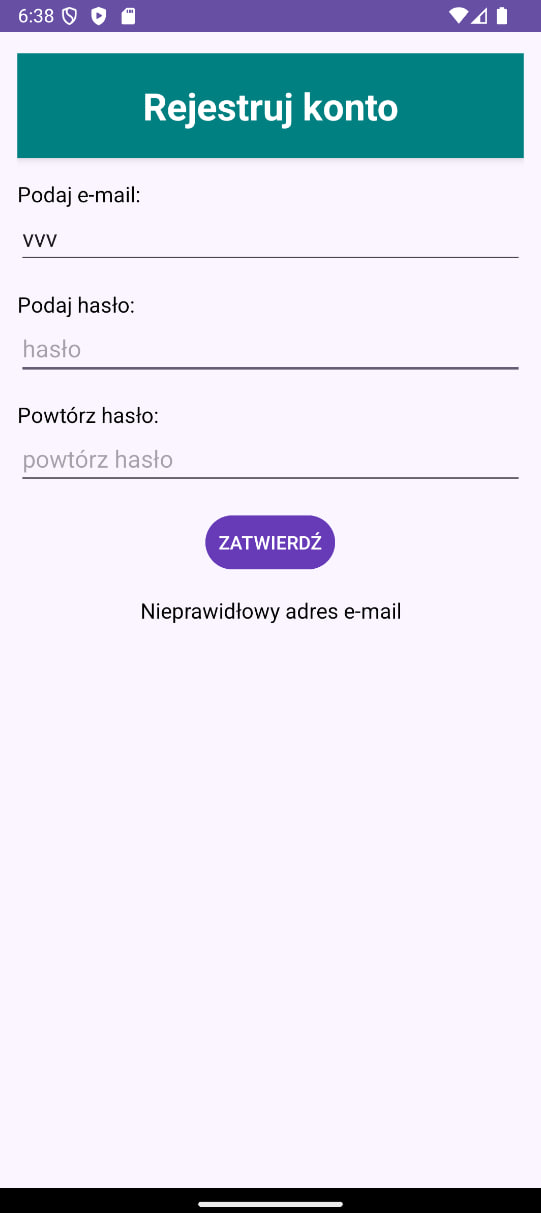 6:38
Rejestruj konto
Podaj e-mail:
vvv
Podaj hasło:
hasło
Powtórz hasło:
powtórz hasło
ZATWIERDŹ
Nieprawidłowy adres e-mail